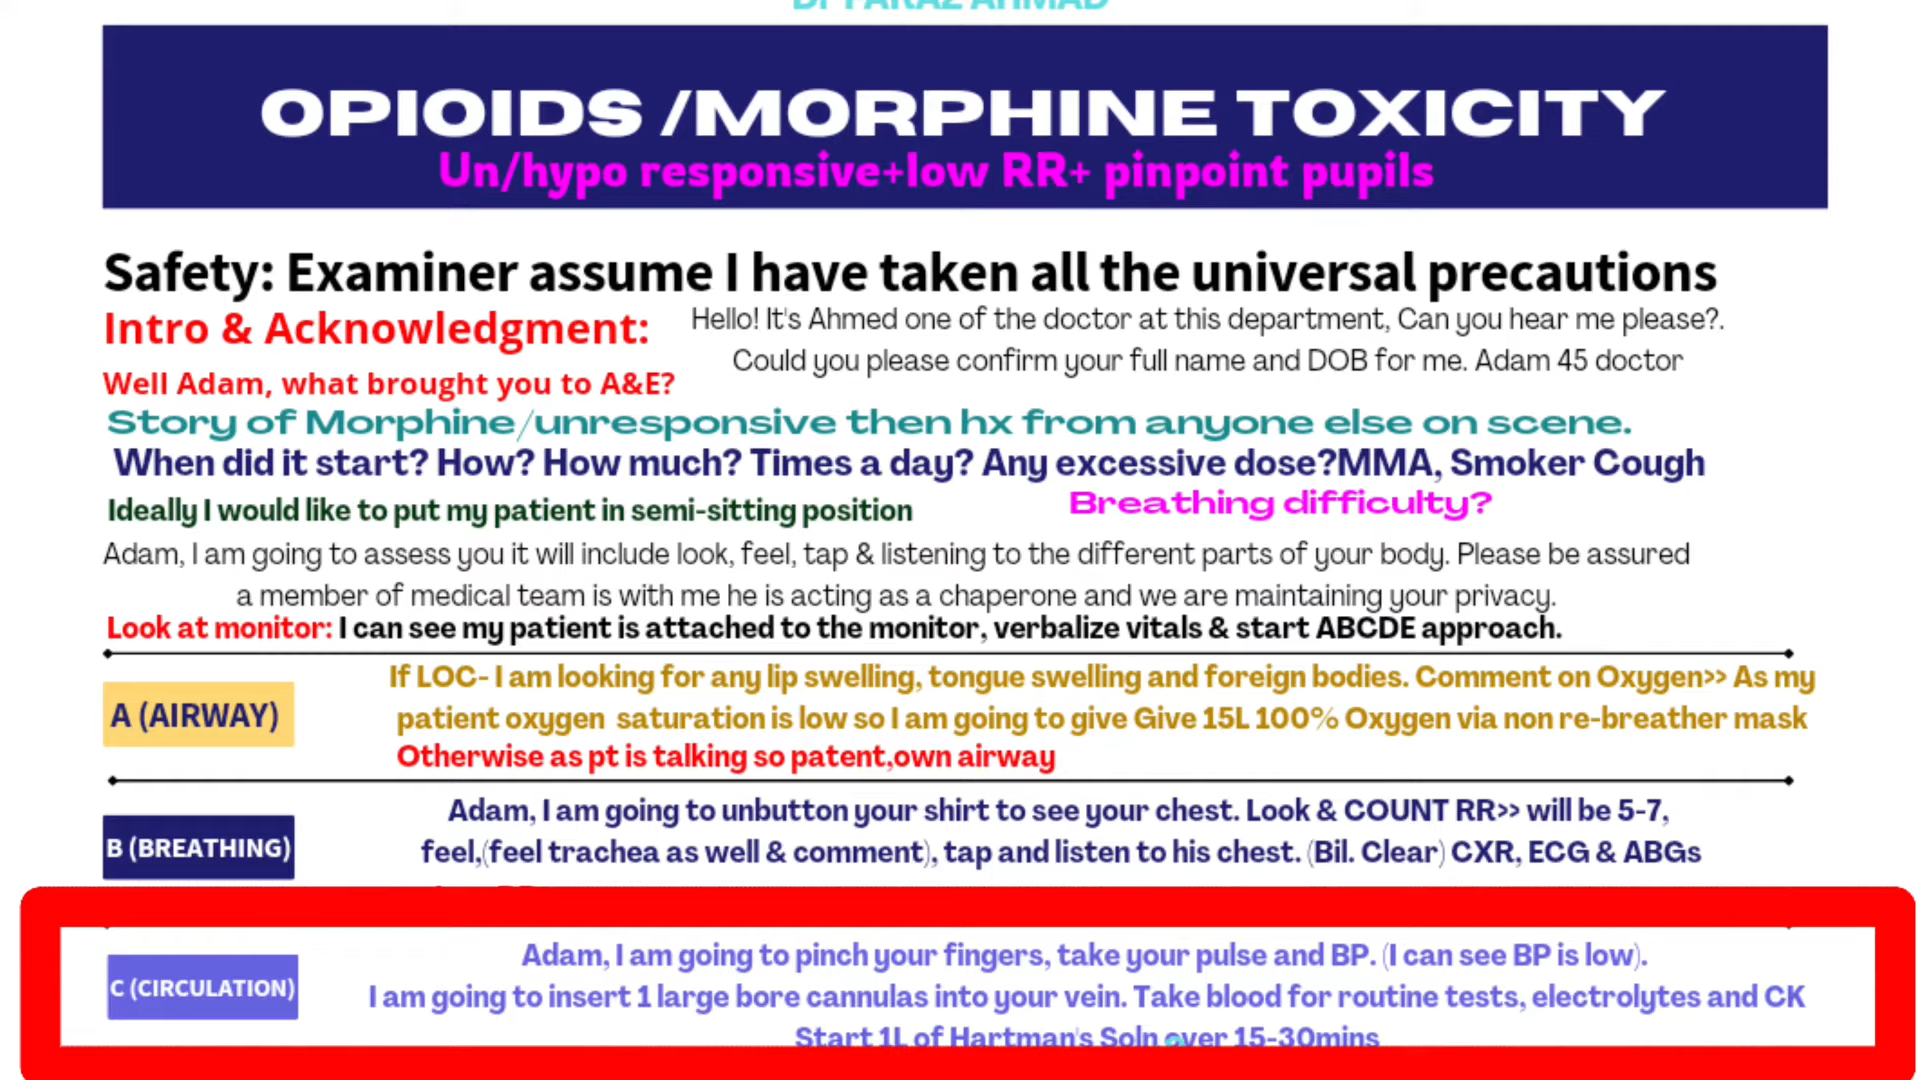 Dr FARAZ AHMAD
OPIOIDS /MORPHINE TOXICITY
Un/hypo responsive+low RR+ pinpoint pupils
Safety: Examiner assume I have taken all the universal precautions
Intro & Acknowledgment: Hello! It's Ahmed one of the doctor at this department, Can you hear me please?.
Could you please confirm your full name and DOB for me. Adam 45 doctor
Well Adam, what brought you to A&E?
Story of Morphine/unresponsive then hx from anyone else on scene.
When did it start? How? How much? Times a day? Any excessive dose?MMA, Smoker Cough
Ideally I would like to put my patient in semi-sitting position Breathing difficulty?
Adam, I am going to assess you it will include look, feel, tap & listening to the different parts of your body. Please be assured
a member of medical team is with me he is acting as a chaperone and we are maintaining your privacy.
Look at monitor: I can see my patient is attached to the monitor, verbalize vitals & start ABCDE approach.
A (AIRWAY)
If LOC- I am looking for any lip swelling, tongue swelling and foreign bodies. Comment on Oxygen>> As my
patient oxygen saturation is low so I am going to give Give 15L 100% Oxygen via non re-breather mask
Otherwise as pt is talking so patent,own airway
B (BREATHING)
Adam, I am going to unbutton your shirt to see your chest. Look & COUNT RR>> will be 5-7,
feel,(feel trachea as well & comment), tap and listen to his chest. (Bil. Clear) CXR, ECG & ABGs
C (CIRCULATION)
Adam, I am going to pinch your fingers, take your pulse and BP. (I can see BP is low).
I am going to insert 1 large bore cannulas into your vein. Take blood for routine tests, electrolytes and CK
Start 1L of Hartman's Soln over 15-30mins